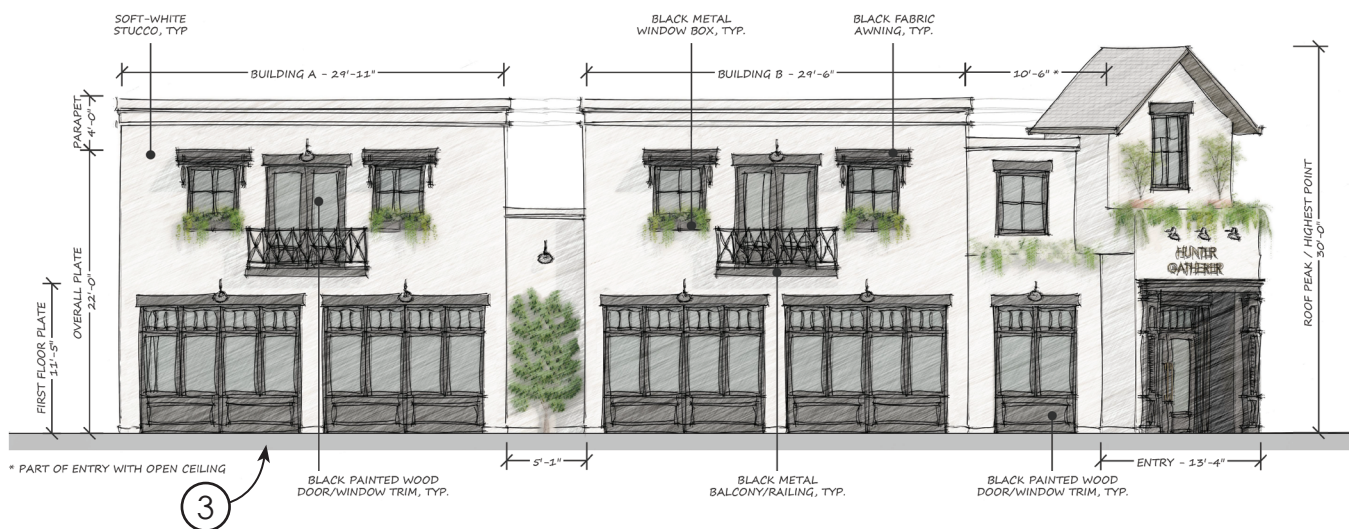 SOFT-WHITE
STUCCO, TYP
BLACK METAL
WINDOW BOX, TYP.
BLACK FABRIC
AWNING, TYP.
BUILDING A - 29'-11"
BUILDING B - 29'-6"
10'-6" *
PARAPET
4'-0"
OVERALL PLATE
22'-0"
FIRST FLOOR PLATE
11'-5"
ROOF PEAK / HIGHEST POINT
30'-0"
HUNTER
GATHERER
* PART OF ENTRY WITH OPEN CEILING
5'-1"
ENTRY - 13'-4"
BLACK PAINTED WOOD
DOOR/WINDOW TRIM, TYP.
BLACK METAL
BALCONY/RAILING, TYP.
BLACK PAINTED WOOD
DOOR/WINDOW TRIM, TYP.
3